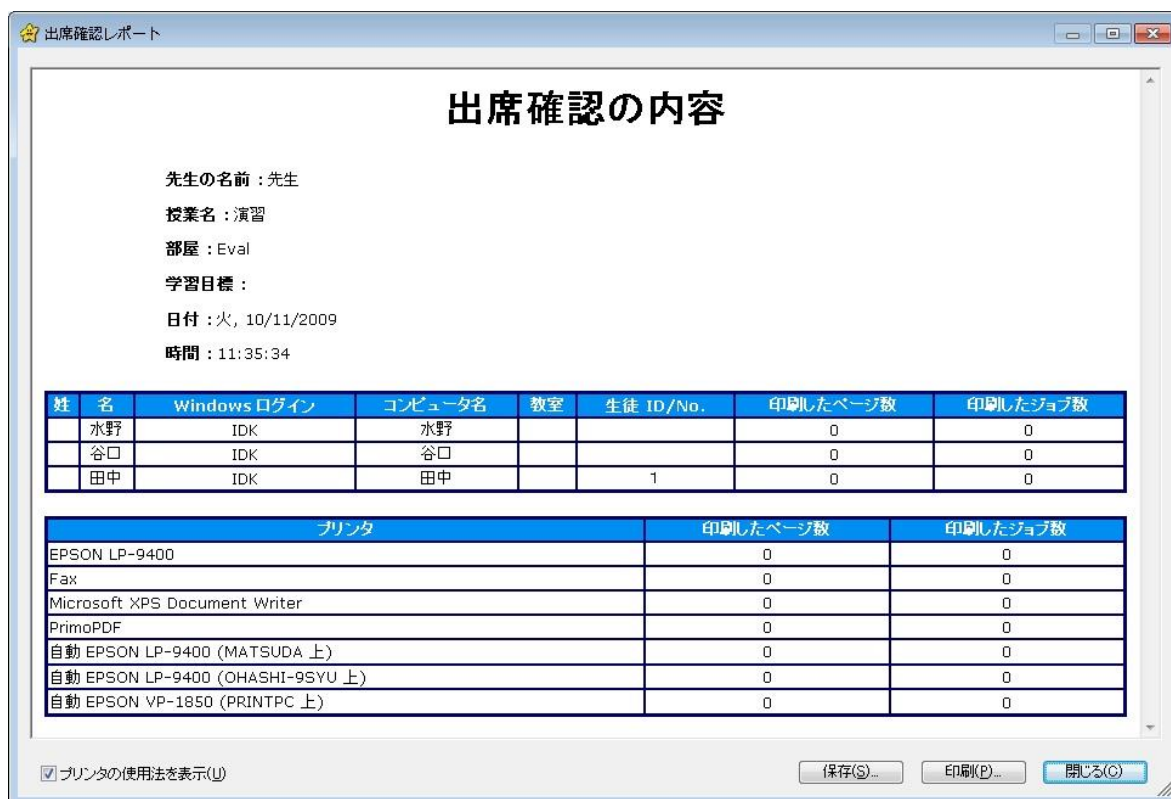 出席確認レポート
出席確認の内容
先生の名前：先生
授業名：演習
部屋：Eval
学習目標：
日付：火, 10/11/2009
時間：11:35:34
姓 名 Windows ログイン コンピュータ名 教室 生徒 ID/No. 印刷したページ数 印刷したジョブ数
水野 IDK 水野 0 0
谷口 IDK 谷口 0 0
田中 IDK 田中 1 0 0
プリンタ 印刷したページ数 印刷したジョブ数
EPSON LP-9400 0 0
Fax 0 0
Microsoft XPS Document Writer 0 0
PrimoPDF 0 0
自動 EPSON LP-9400 (MATSUDA 上) 0 0
自動 EPSON LP-9400 (OHASHI-9SYU 上) 0 0
自動 EPSON VP-1850 (PRINTPC 上) 0 0
プリンタの使用法を表示(U) 保存(S)... 印刷(P)... 閉じる(C)